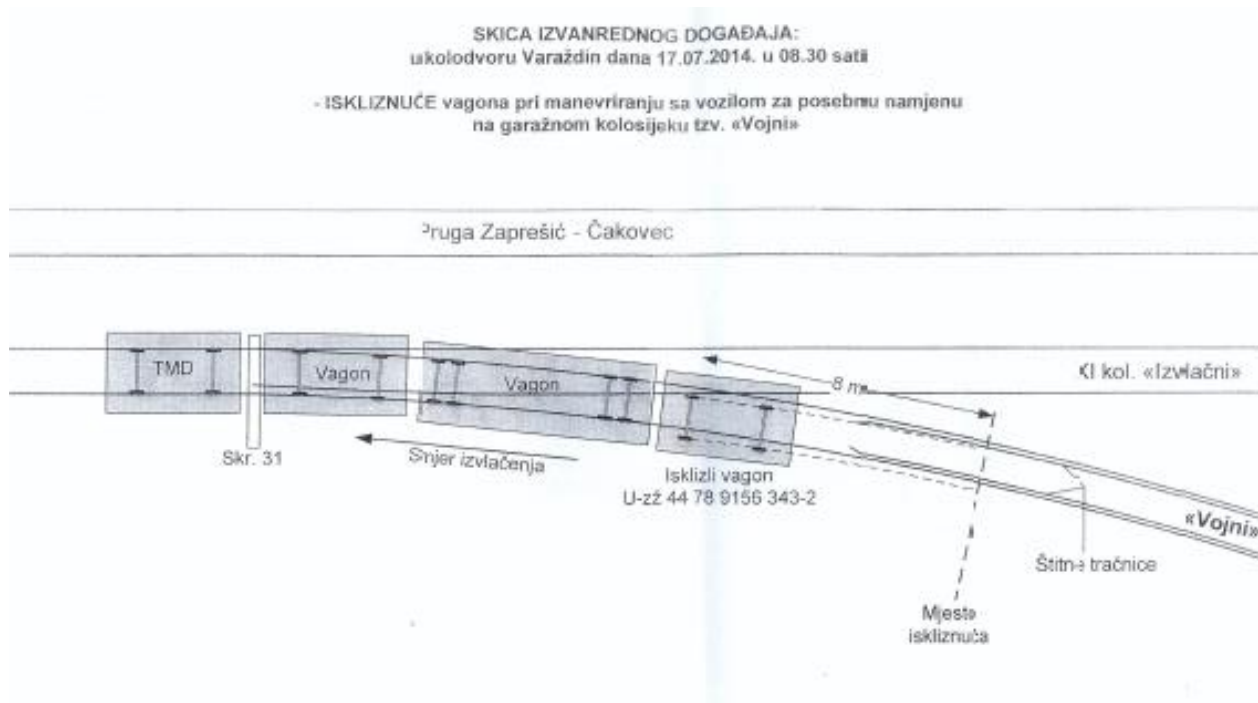 SKICA IZVANREDNOG DOGAĐAJA:
u kolodvoru Varaždin dana 17.07.2014. u 08.30 sati
- ISKLIZNUĆE vagona pri manevriranju sa vozilom za posebnu namjenu
na garažnom kolosijeku tzv. «Vojni»
Pruga Zaprešić - Čakovec
TMD
Vagon
Vagon
8 m
XI kol. «Izvlačni»
Skr. 31
Smjer izvlačenja
Isklizli vagon
U-zž 44 78 9156 343-2
«Vojni»
Štitne tračnice
Mjesto
iskliznuća